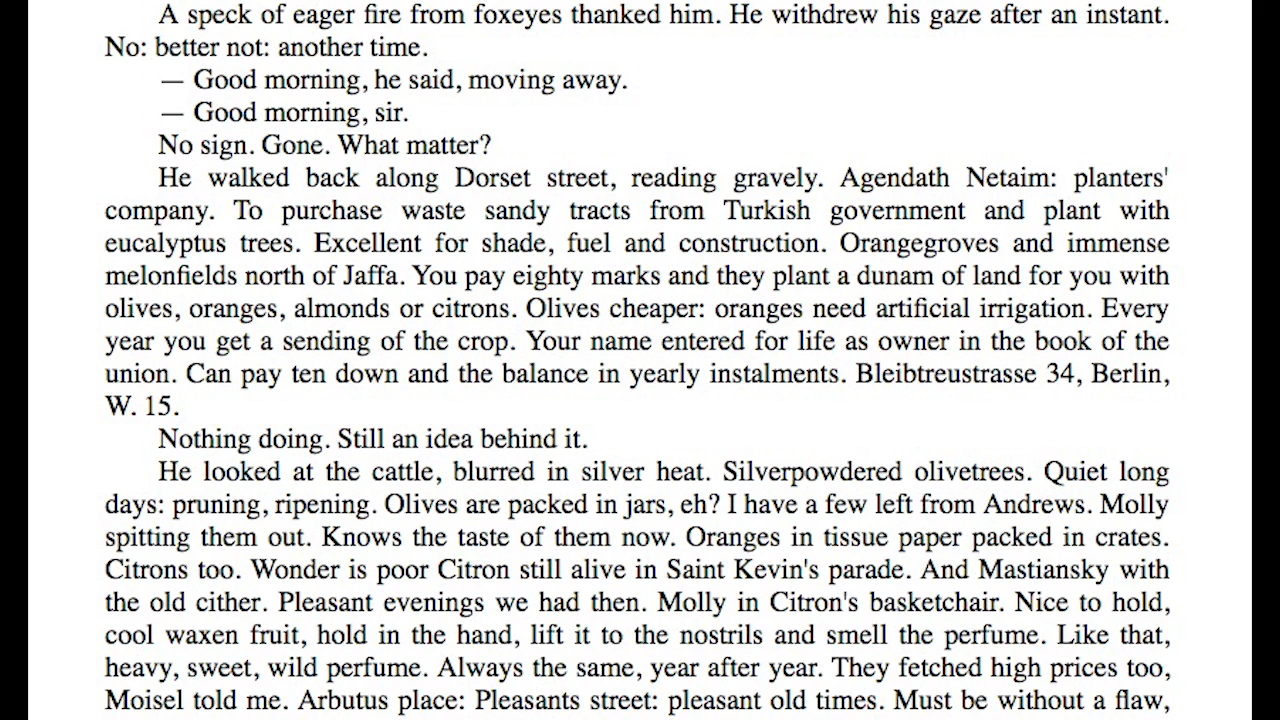 A speck of eager fire from foxeyes thanked him. He withdrew his gaze after an instant.
No: better not: another time.
— Good morning, he said, moving away.
— Good morning, sir.
No sign. Gone. What matter?
He walked back along Dorset street, reading gravely. Agendath Netaim: planters'
company. To purchase waste sandy tracts from Turkish government and plant with
eucalyptus trees. Excellent for shade, fuel and construction. Orangegroves and immense
melonfields north of Jaffa. You pay eighty marks and they plant a dunam of land for you with
olives, oranges, almonds or citrons. Olives cheaper: oranges need artificial irrigation. Every
year you get a sending of the crop. Your name entered for life as owner in the book of the
union. Can pay ten down and the balance in yearly instalments. Bleibtreustrasse 34, Berlin,
W. 15.
Nothing doing. Still an idea behind it.
He looked at the cattle, blurred in silver heat. Silverpowdered olivetrees. Quiet long
days: pruning, ripening. Olives are packed in jars, eh? I have a few left from Andrews. Molly
spitting them out. Knows the taste of them now. Oranges in tissue paper packed in crates.
Citrons too. Wonder is poor Citron still alive in Saint Kevin's parade. And Mastiansky with
the old cither. Pleasant evenings we had then. Molly in Citron's basketchair. Nice to hold,
cool waxen fruit, hold in the hand, lift it to the nostrils and smell the perfume. Like that,
heavy, sweet, wild perfume. Always the same, year after year. They fetched high prices too,
Moisel told me. Arbutus place: Pleasants street: pleasant old times. Must be without a flaw,